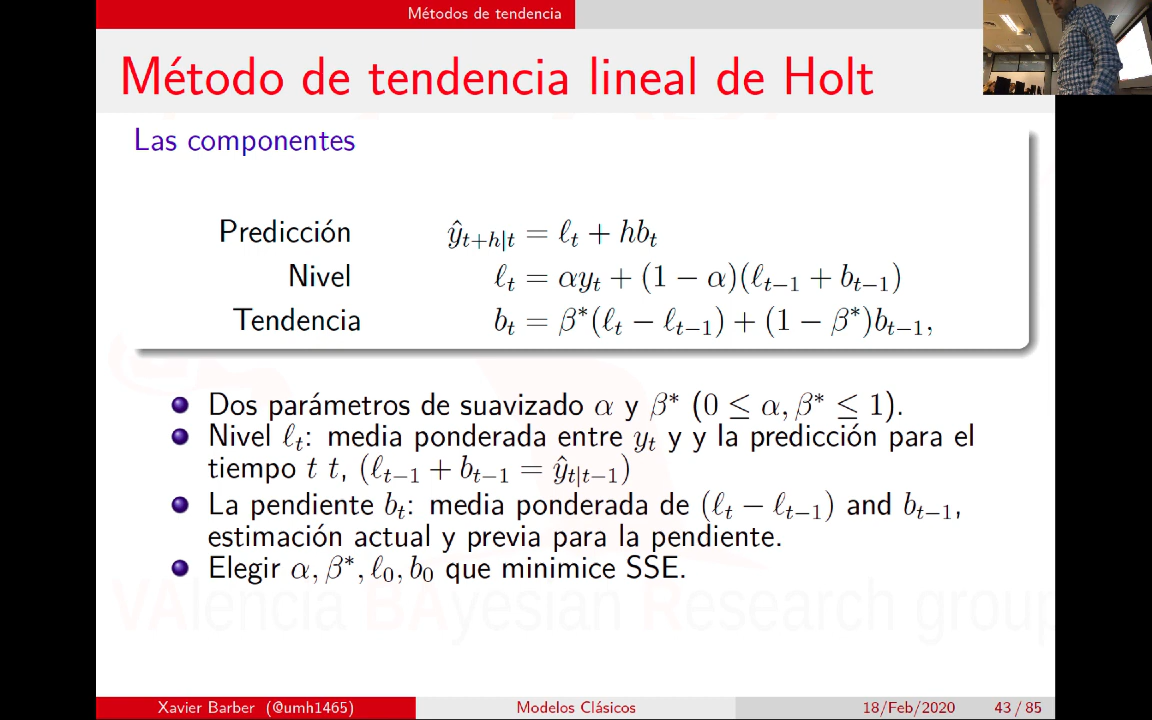 Métodos de tendencia
Método de tendencia lineal de Holt
Las componentes
Predicción ŷ_{t+h|t} = ℓ_t + hb_t
Nivel ℓ_t = αy_t + (1 − α)(ℓ_{t−1} + b_{t−1})
Tendencia b_t = β*(ℓ_t − ℓ_{t−1}) + (1 − β*)b_{t−1},
Dos parámetros de suavizado α y β* (0 ≤ α, β* ≤ 1).
Nivel ℓ_t: media ponderada entre y_t y y la predicción para el
tiempo t t, (ℓ_{t−1} + b_{t−1} = ŷ_{t|t−1})
La pendiente b_t: media ponderada de (ℓ_t − ℓ_{t−1}) and b_{t−1},
estimación actual y previa para la pendiente.
Elegir α, β*, ℓ_0, b_0 que minimice SSE.
VAlencia BAyesian Research group
Xavier Barber (@umh1465) Modelos Clásicos 18/Feb/2020 43 / 85